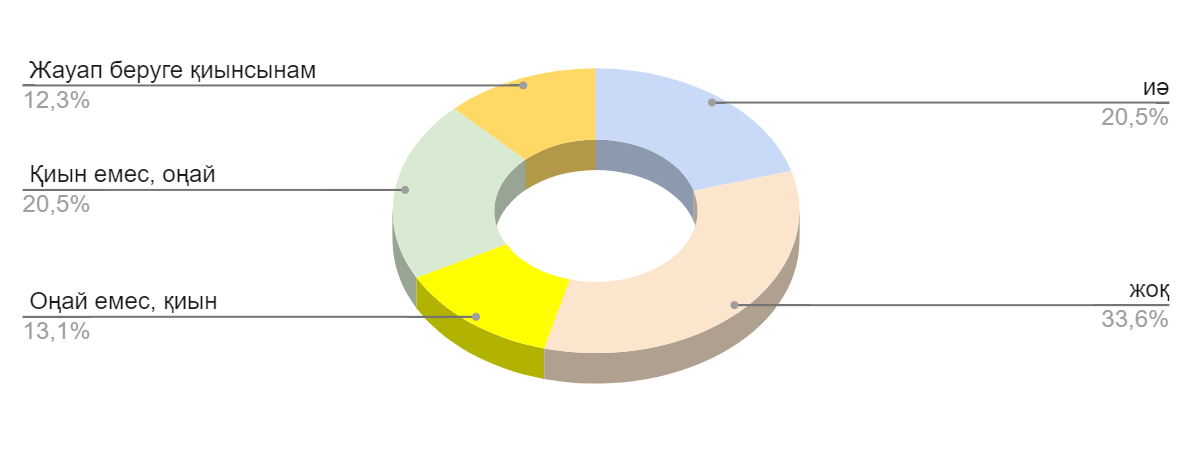 Жауап беруге қиынсынам
12,3%
иə
20,5%
Қиын емес, оңай
20,5%
Оңай емес, қиын
13,1%
жоқ
33,6%